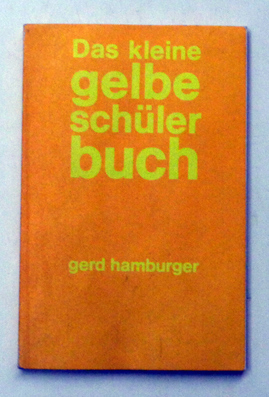 Das kleine
gelbe
schüler
buch
gerd hamburger